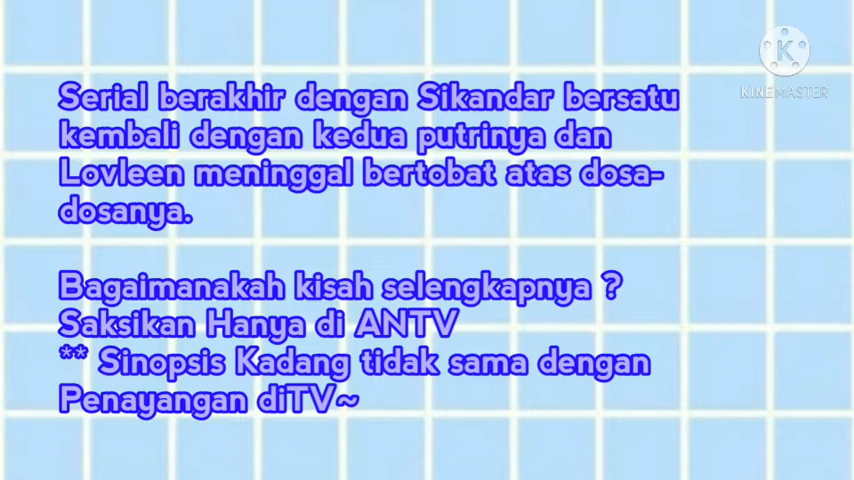 KINEMASTER
Serial berakhir dengan Sikandar bersatu
kembali dengan kedua putrinya dan
Lovleen meninggal bertobat atas dosa-
dosanya.
Bagaimanakah kisah selengkapnya ?
Saksikan Hanya di ANTV
** Sinopsis Kadang tidak sama dengan
Penayangan diTV~